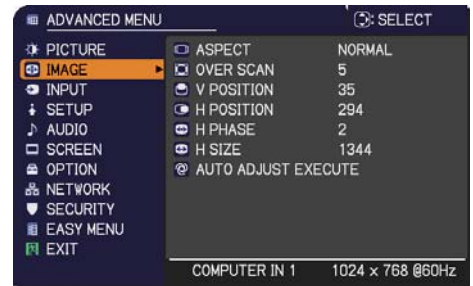 ADVANCED MENU : SELECT
PICTURE ASPECT NORMAL
IMAGE OVER SCAN 5
INPUT V POSITION 35
SETUP H POSITION 294
AUDIO H PHASE 2
SCREEN H SIZE 1344
OPTION AUTO ADJUST EXECUTE
NETWORK
SECURITY
EASY MENU
EXIT
COMPUTER IN 1 1024 x 768 @60Hz